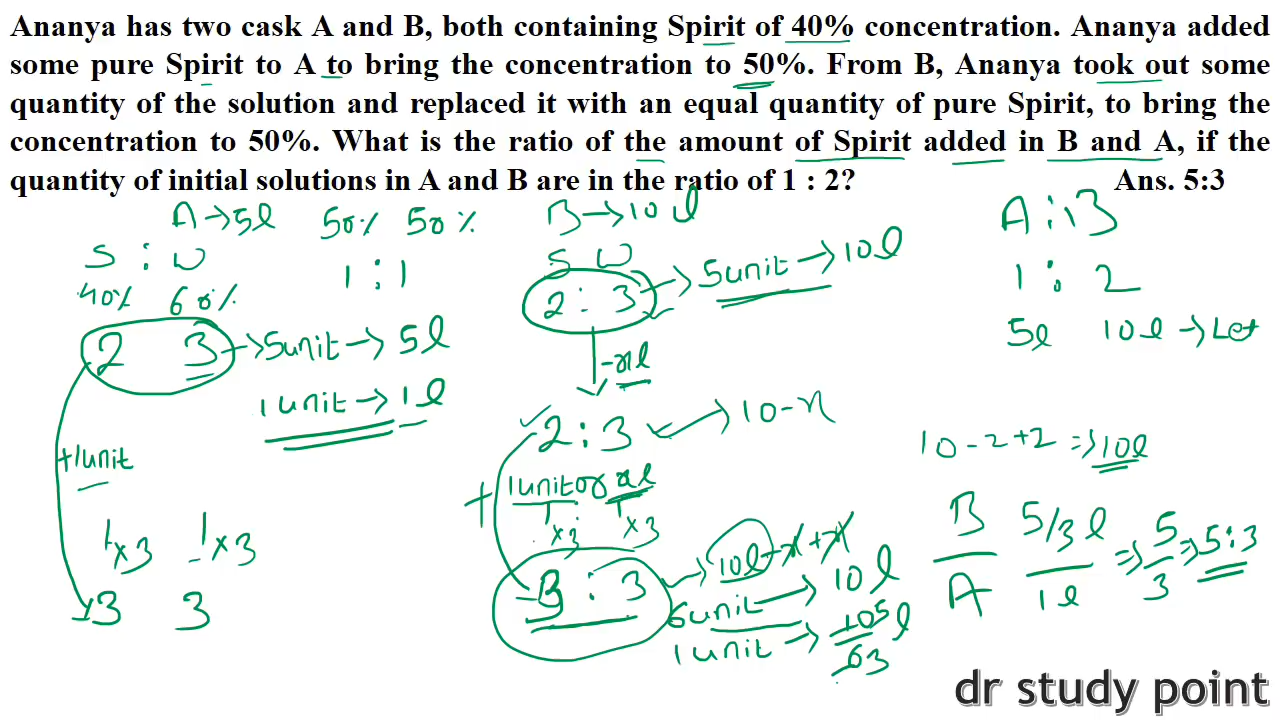 Ananya has two cask A and B, both containing Spirit of 40% concentration. Ananya added
some pure Spirit to A to bring the concentration to 50%. From B, Ananya took out some
quantity of the solution and replaced it with an equal quantity of pure Spirit, to bring the
concentration to 50%. What is the ratio of the amount of Spirit added in B and A, if the
quantity of initial solutions in A and B are in the ratio of 1 : 2? Ans. 5:3
A → 5l 50% 50%
S : W 1 : 1
40% 60%
2 3 → 5unit → 5l
1 unit → 1l
+1unit
1×3 1×3
3 3
B → 10 l
S W
2 : 3 → 5unit → 10l
-xl
2 : 3 10-x
+ 1unit or xl
×3 ×3
3 : 3 → 10l -x +x
6unit → 10l
1unit → 105l
63
A : B
1 : 2
5l 10l → Let
10 - 2 + 2 ⇒ 10l
B 5/3 l ⇒ 5 ⇒ 5:3
A 1l 3
dr study point